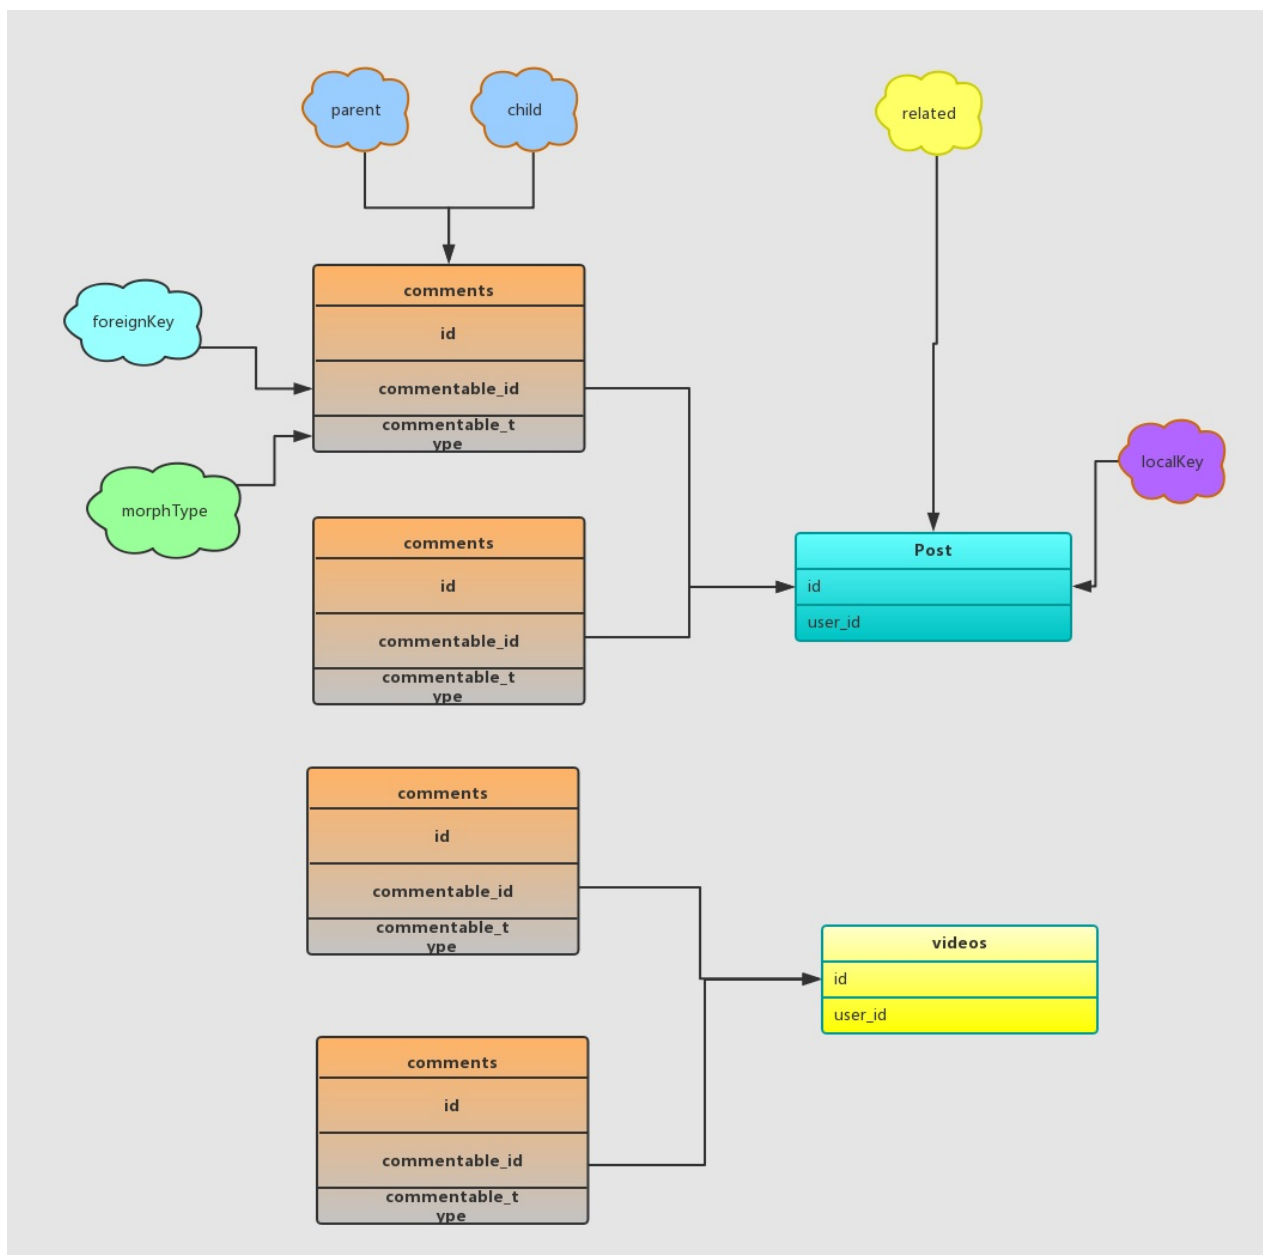 parent
child
related
comments
id
commentable_id
commentable_t
ype
foreignKey
morphType
localKey
comments
id
commentable_id
commentable_t
ype
Post
id
user_id
comments
id
commentable_id
commentable_t
ype
videos
id
user_id
comments
id
commentable_id
commentable_t
ype